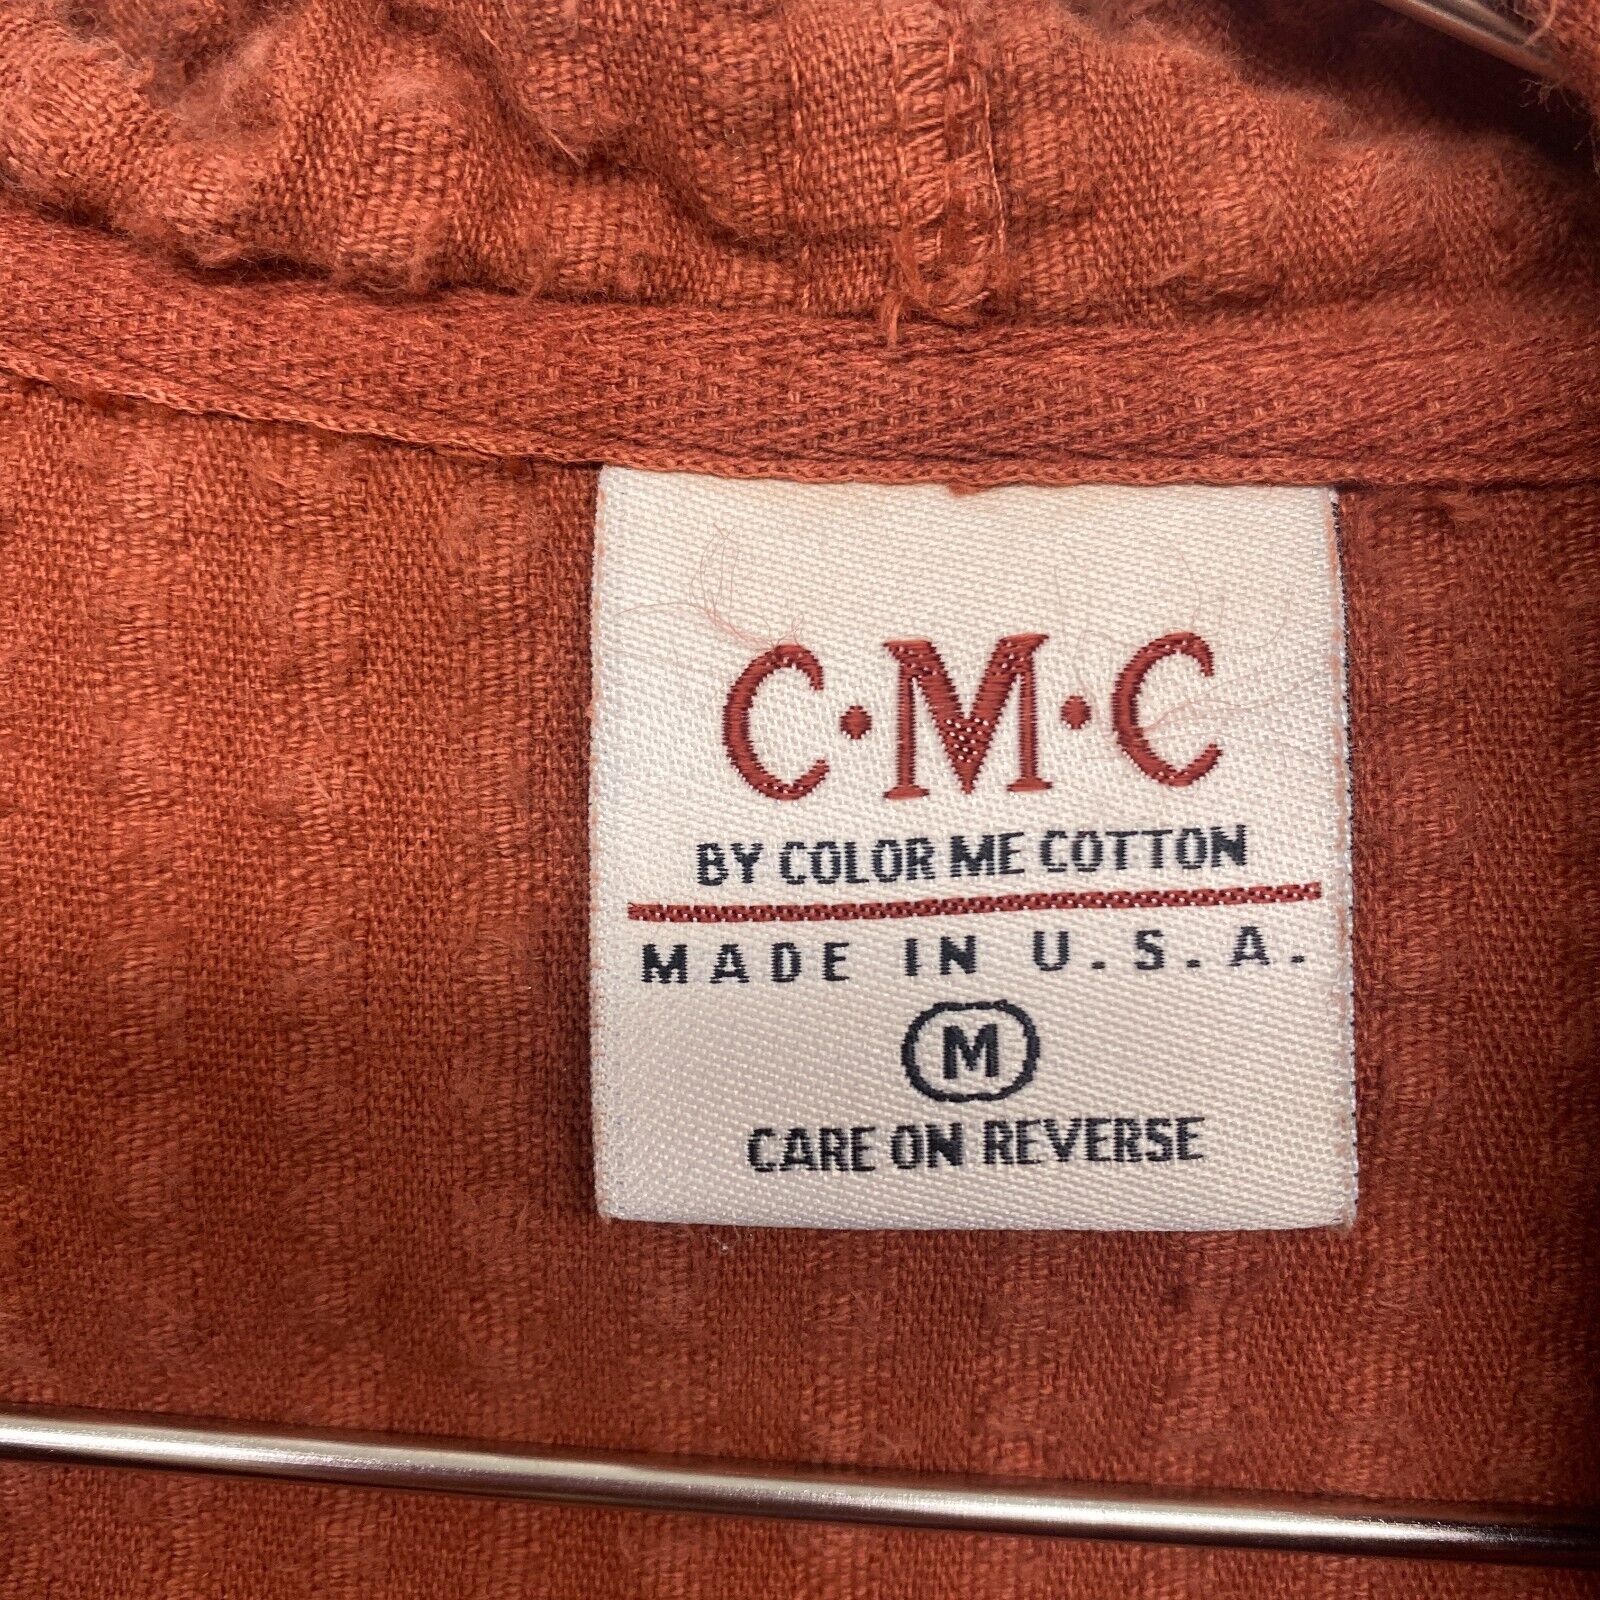 C·M·C
BY COLOR ME COTTON
MADE IN U.S.A.
M
CARE ON REVERSE